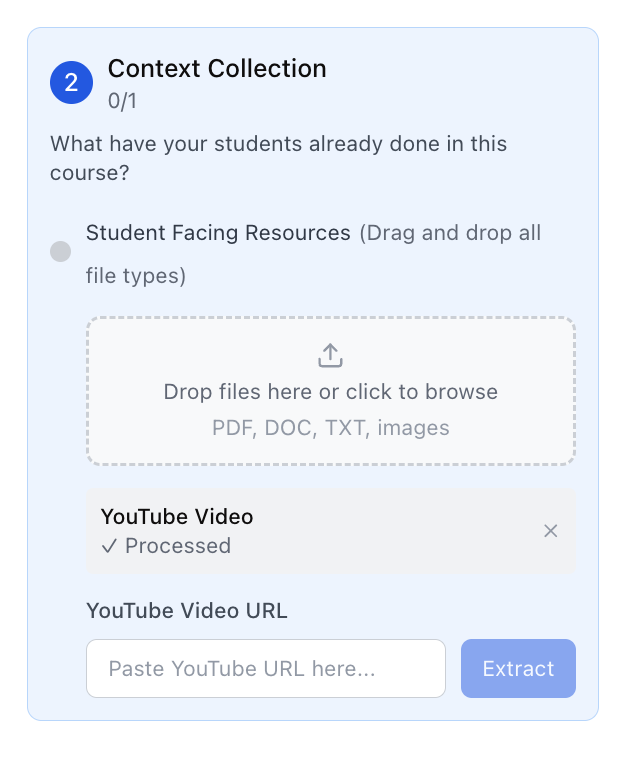 2
Context Collection
0/1
What have your students already done in this
course?
Student Facing Resources (Drag and drop all
file types)
Drop files here or click to browse
PDF, DOC, TXT, images
YouTube Video
✓ Processed
YouTube Video URL
Paste YouTube URL here...
Extract